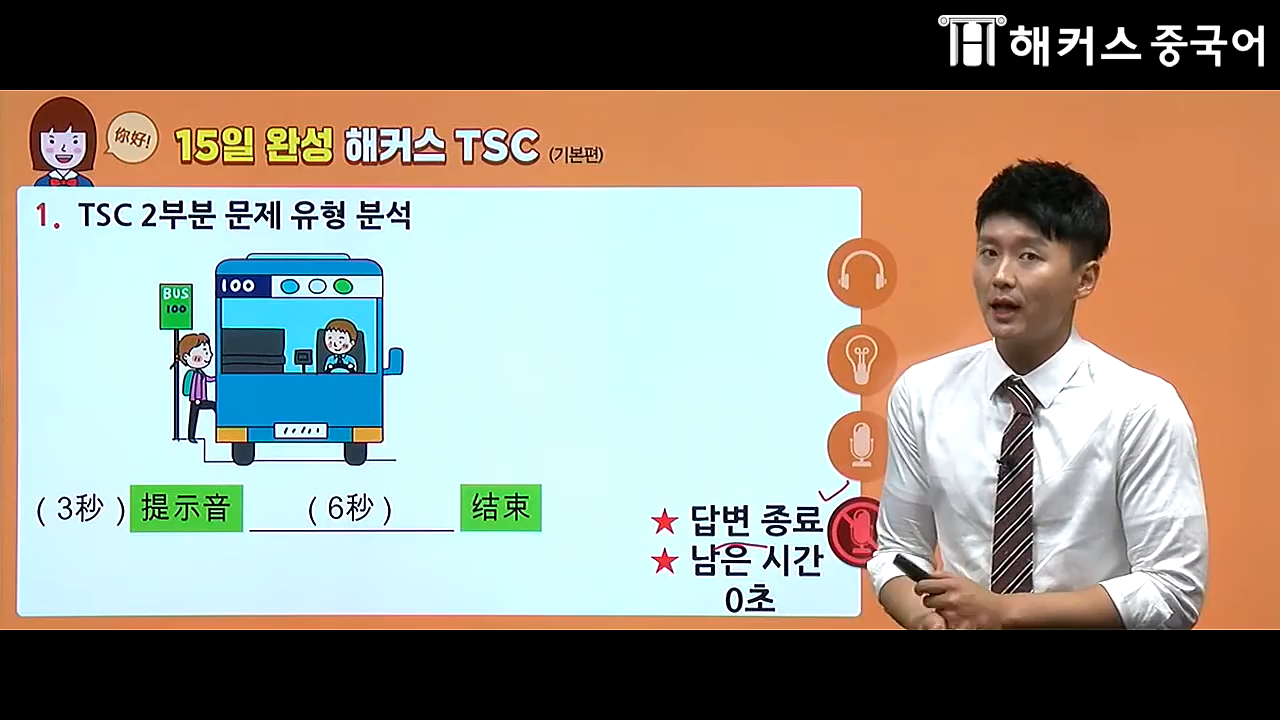 해커스 중국어
你好!
15일 완성 해커스 TSC (기본편)
1. TSC 2부분 문제 유형 분석
100
BUS
100
( 3秒 ) 提示音 ( 6秒 ) 结束
★ 답변 종료
★ 남은 시간
0초